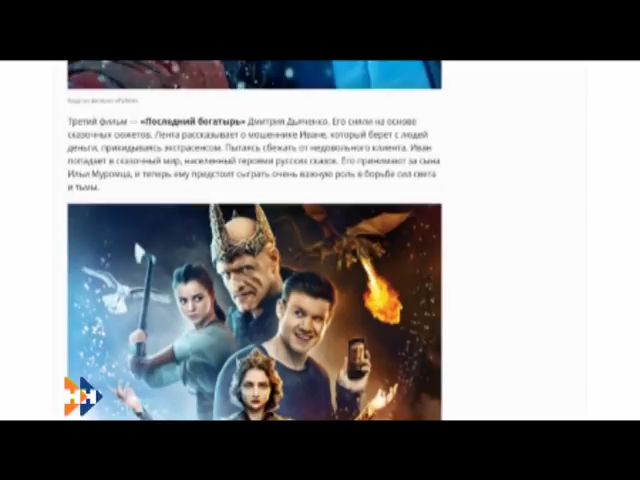 Третий фильм — «Последний богатырь» Дмитрия Дьяченко. Его сняли на основе
сказочных сюжетов. Лента рассказывает о мошеннике Иване, который берет с людей
деньги, прикидываясь экстрасенсом. Пытаясь сбежать от недовольного клиента, Иван
попадает в сказочный мир, населенный героями русских сказок. Его принимают за сына
Ильи Муромца, и теперь ему предстоит сыграть очень важную роль в борьбе сил света
и тьмы.
НН